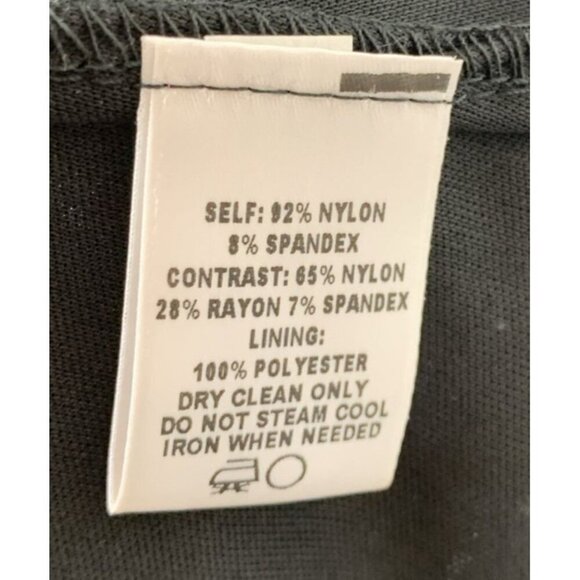 SELF: 92% NYLON
8% SPANDEX
CONTRAST: 65% NYLON
28% RAYON 7% SPANDEX
LINING:
100% POLYESTER
DRY CLEAN ONLY
DO NOT STEAM COOL
IRON WHEN NEEDED